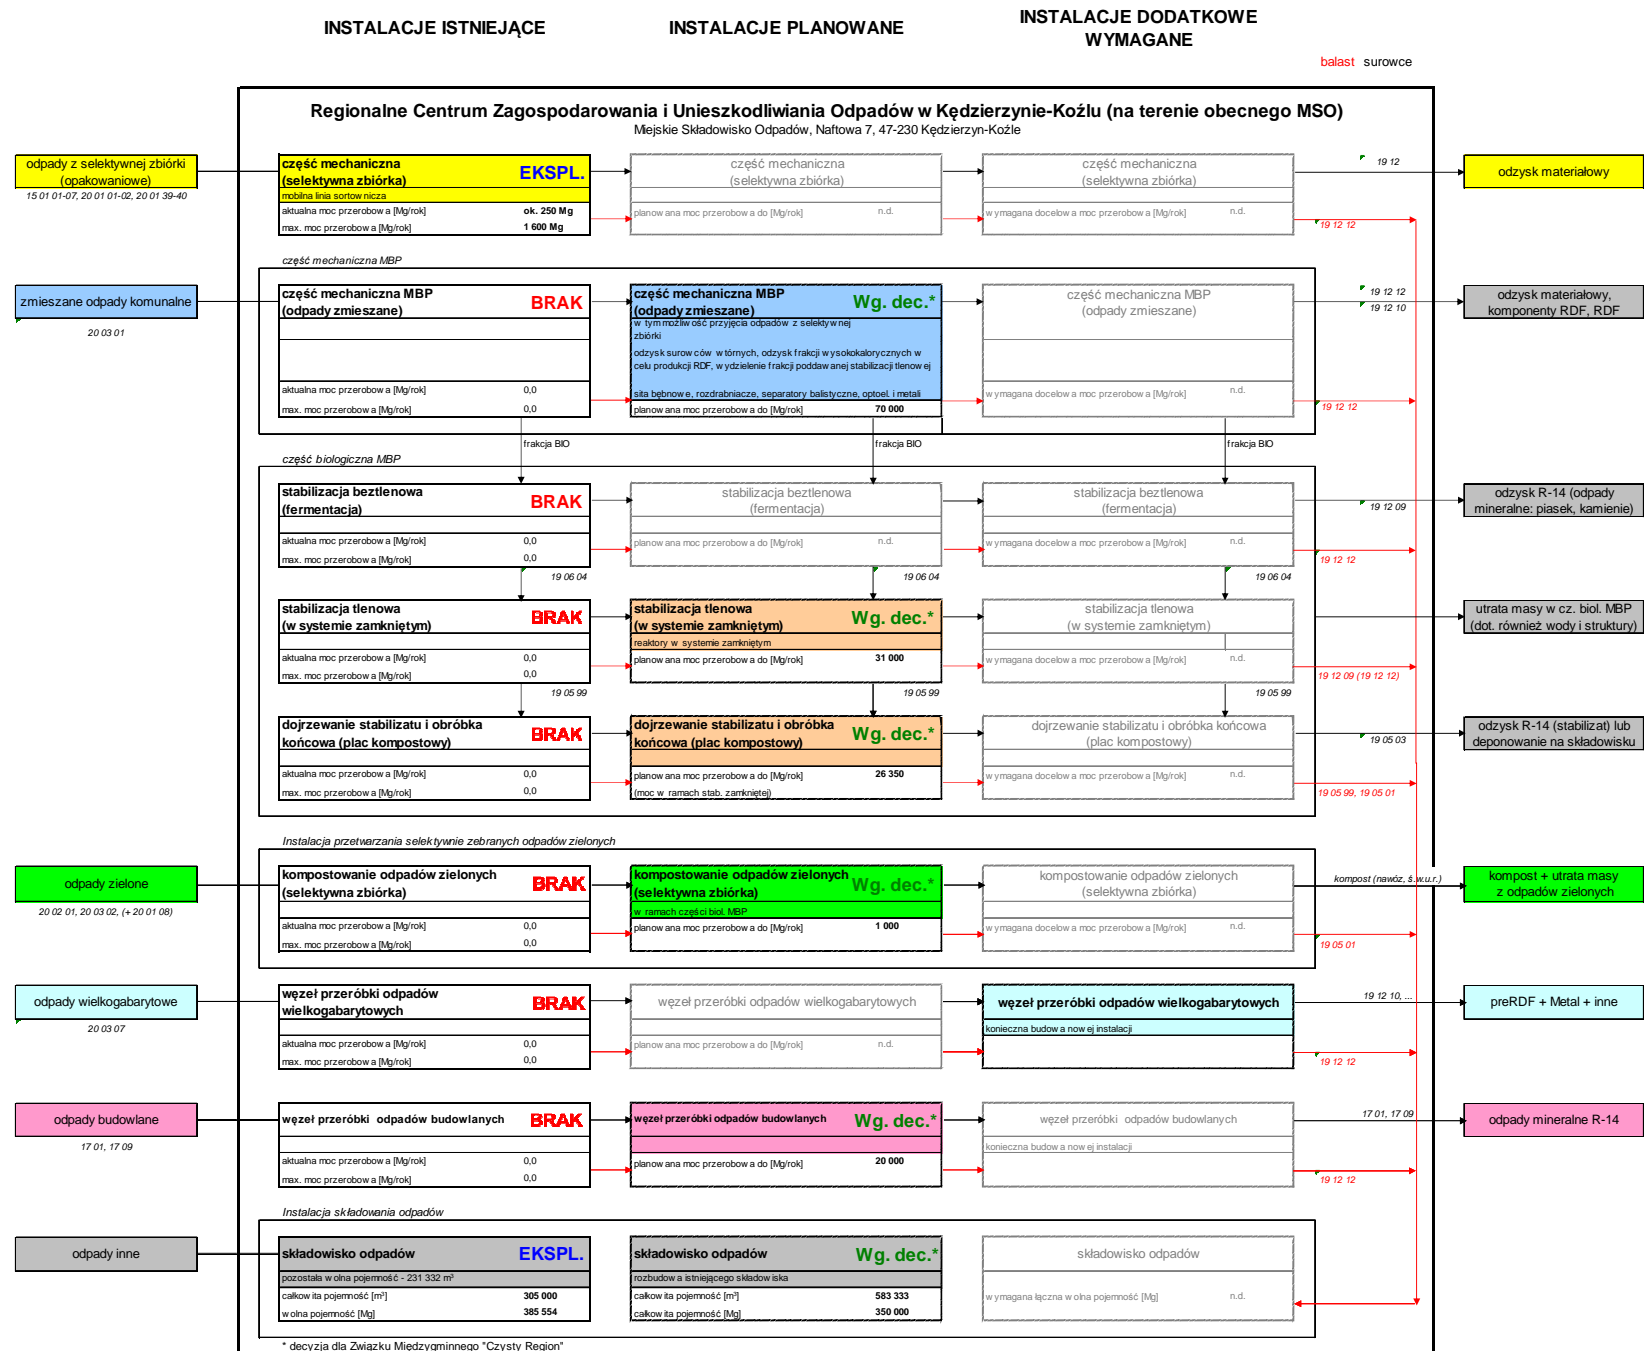 INSTALACJE ISTNIEJĄCE
INSTALACJE PLANOWANE
INSTALACJE DODATKOWE
WYMAGANE
balast surowce
Regionalne Centrum Zagospodarowania i Unieszkodliwiania Odpadów w Kędzierzynie-Koźlu (na terenie obecnego MSO)
Miejskie Składowisko Odpadów, Naftowa 7, 47-230 Kędzierzyn-Koźle
odpady z selektywnej zbiórki
(opakowaniowe)
15 01 01-07, 20 01 01-02, 20 01 39-40
część mechaniczna
(selektywna zbiórka)
EKSPL.
mobilna linia sortownicza
aktualna moc przerobowa [Mg/rok] ok. 250 Mg
max. moc przerobowa [Mg/rok] 1 600 Mg
część mechaniczna
(selektywna zbiórka)
planowana moc przerobowa do [Mg/rok] n.d.
część mechaniczna
(selektywna zbiórka)
wymagana docelowa moc przerobowa [Mg/rok] n.d.
19 12
19 12 12
odzysk materiałowy
część mechaniczna MBP
zmieszane odpady komunalne
20 03 01
część mechaniczna MBP
(odpady zmieszane)
BRAK
aktualna moc przerobowa [Mg/rok] 0,0
max. moc przerobowa [Mg/rok] 0,0
część mechaniczna MBP
(odpady zmieszane)
Wg. dec.*
w tym możliwość przyjęcia odpadów z selektywnej
zbiórki
odzysk surowców wtórnych, odzysk frakcji wysokokalorycznych w
celu produkcji RDF, wydzielenie frakcji poddawanej stabilizacji tlenowej
sita bębnowe, rozdrabniacze, separatory balistyczne, optoel. i metali
planowana moc przerobowa do [Mg/rok] 70 000
część mechaniczna MBP
(odpady zmieszane)
wymagana docelowa moc przerobowa [Mg/rok] n.d.
19 12 12
19 12 10
19 12 12
odzysk materiałowy,
komponenty RDF, RDF
frakcja BIO
frakcja BIO
frakcja BIO
część biologiczna MBP
stabilizacja beztlenowa
(fermentacja)
BRAK
aktualna moc przerobowa [Mg/rok] 0,0
max. moc przerobowa [Mg/rok] 0,0
stabilizacja beztlenowa
(fermentacja)
planowana moc przerobowa do [Mg/rok] n.d.
stabilizacja beztlenowa
(fermentacja)
wymagana docelowa moc przerobowa [Mg/rok] n.d.
19 12 09
19 12 12
odzysk R-14 (odpady
mineralne: piasek, kamienie)
19 06 04
19 06 04
19 06 04
stabilizacja tlenowa
(w systemie zamkniętym)
BRAK
aktualna moc przerobowa [Mg/rok] 0,0
max. moc przerobowa [Mg/rok] 0,0
stabilizacja tlenowa
(w systemie zamkniętym)
Wg. dec.*
reaktory w systemie zamkniętym
planowana moc przerobowa do [Mg/rok] 31 000
stabilizacja tlenowa
(w systemie zamkniętym)
wymagana docelowa moc przerobowa [Mg/rok] n.d.
19 12 09 (19 12 12)
utrata masy w cz. biol. MBP
(dot. również wody i struktury)
19 05 99
19 05 99
19 05 99
dojrzewanie stabilizatu i obróbka
końcowa (plac kompostowy)
BRAK
aktualna moc przerobowa [Mg/rok] 0,0
max. moc przerobowa [Mg/rok] 0,0
dojrzewanie stabilizatu i obróbka
końcowa (plac kompostowy)
Wg. dec.*
planowana moc przerobowa do [Mg/rok] 26 350
(moc w ramach stab. zamkniętej)
dojrzewanie stabilizatu i obróbka końcowa
(plac kompostowy)
wymagana docelowa moc przerobowa [Mg/rok] n.d.
19 05 03
19 05 99, 19 05 01
odzysk R-14 (stabilizat) lub
deponowanie na składowisku
Instalacja przetwarzania selektywnie zebranych odpadów zielonych
odpady zielone
20 02 01, 20 03 02, (+ 20 01 08)
kompostowanie odpadów zielonych
(selektywna zbiórka)
BRAK
aktualna moc przerobowa [Mg/rok] 0,0
max. moc przerobowa [Mg/rok] 0,0
kompostowanie odpadów zielonych
(selektywna zbiórka)
Wg. dec.*
w ramach części biol. MBP
planowana moc przerobowa do [Mg/rok] 1 000
kompostowanie odpadów zielonych
(selektywna zbiórka)
wymagana docelowa moc przerobowa [Mg/rok] n.d.
kompost (nawóz, ś.w.u.r.)
19 05 01
kompost + utrata masy
z odpadów zielonych
odpady wielkogabarytowe
20 03 07
węzeł przeróbki odpadów
wielkogabarytowych
BRAK
aktualna moc przerobowa [Mg/rok] 0,0
max. moc przerobowa [Mg/rok] 0,0
węzeł przeróbki odpadów wielkogabarytowych
planowana moc przerobowa do [Mg/rok] n.d.
węzeł przeróbki odpadów wielkogabarytowych
konieczna budowa nowej instalacji
19 12 10, ...
19 12 12
preRDF + Metal + inne
odpady budowlane
17 01, 17 09
węzeł przeróbki odpadów budowlanych
BRAK
aktualna moc przerobowa [Mg/rok] 0,0
max. moc przerobowa [Mg/rok] 0,0
węzeł przeróbki odpadów budowlanych
Wg. dec.*
planowana moc przerobowa do [Mg/rok] 20 000
węzeł przeróbki odpadów budowlanych
konieczna budowa nowej instalacji
17 01, 17 09
19 12 12
odpady mineralne R-14
Instalacja składowania odpadów
odpady inne
składowisko odpadów
EKSPL.
pozostała wolna pojemność - 231 332 m³
całkowita pojemność [m³] 305 000
wolna pojemność [Mg] 385 554
składowisko odpadów
Wg. dec.*
rozbudowa istniejącego składowiska
całkowita pojemność [m³] 583 333
całkowita pojemność [Mg] 350 000
składowisko odpadów
wymagana łączna wolna pojemność [Mg] n.d.
* decyzja dla Związku Międzygminnego "Czysty Region"